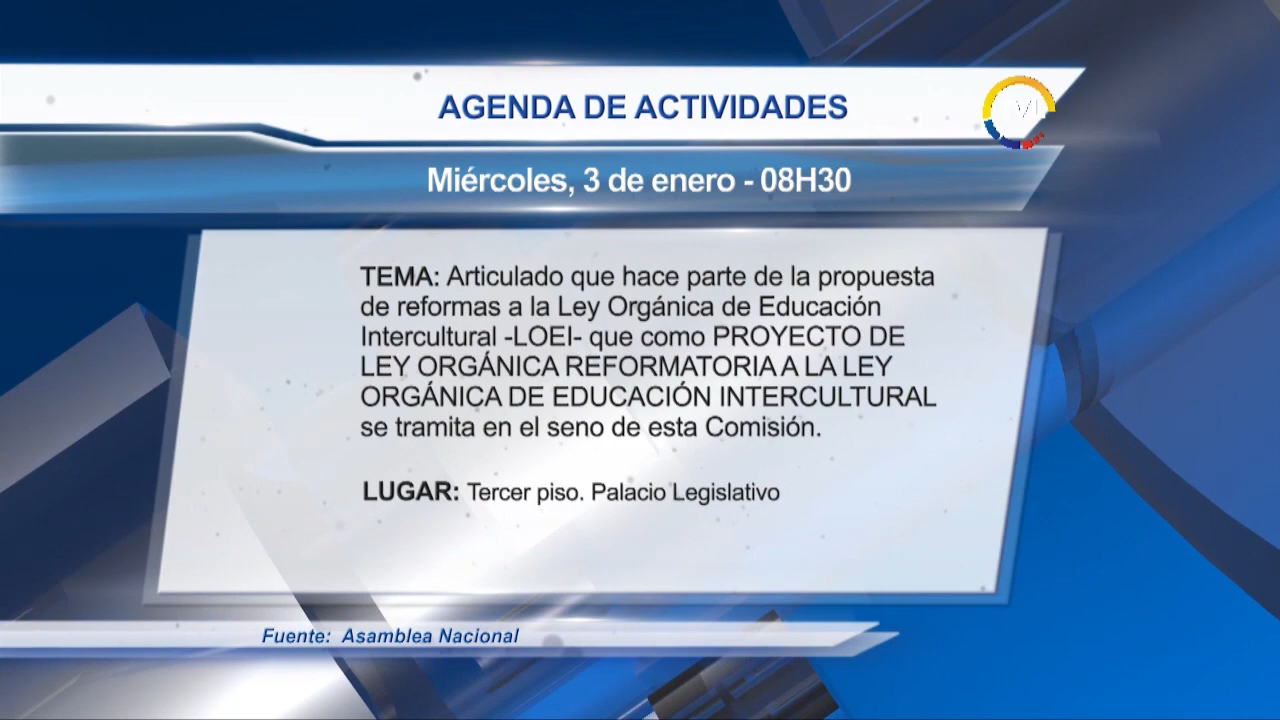 AGENDA DE ACTIVIDADES
Miércoles, 3 de enero - 08H30
TEMA: Articulado que hace parte de la propuesta
de reformas a la Ley Orgánica de Educación
Intercultural -LOEI- que como PROYECTO DE
LEY ORGÁNICA REFORMATORIA A LA LEY
ORGÁNICA DE EDUCACIÓN INTERCULTURAL
se tramita en el seno de esta Comisión.
LUGAR: Tercer piso. Palacio Legislativo
Fuente: Asamblea Nacional